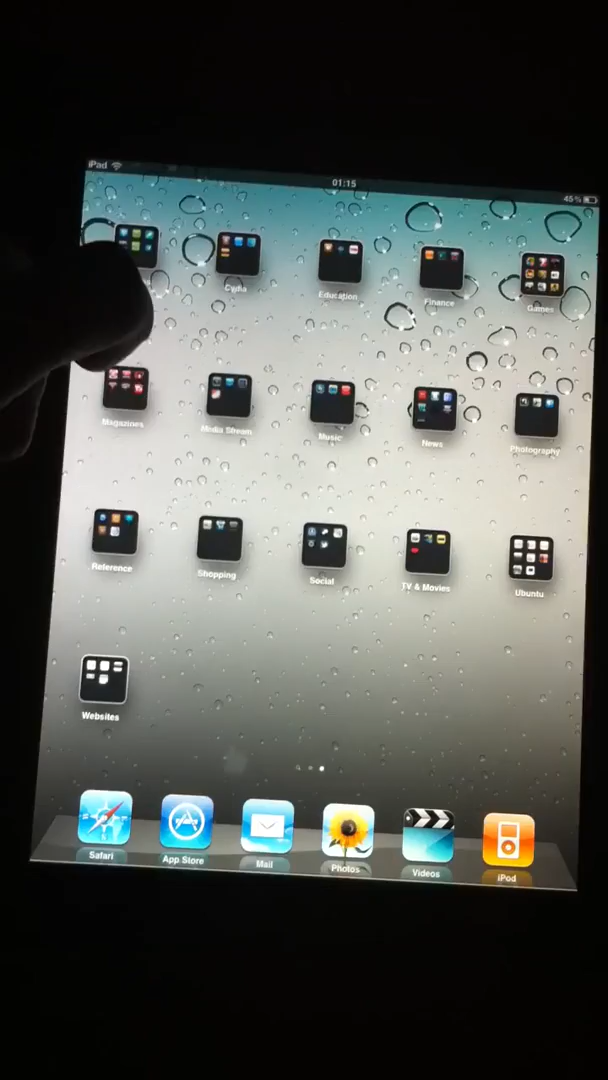 iPad
01:15
45%
Cydia
Education
Finance
Games
Magazines
Media Stream
Music
News
Photography
Reference
Shopping
Social
TV & Movies
Ubuntu
Websites
Safari
App Store
Mail
Photos
Videos
iPod